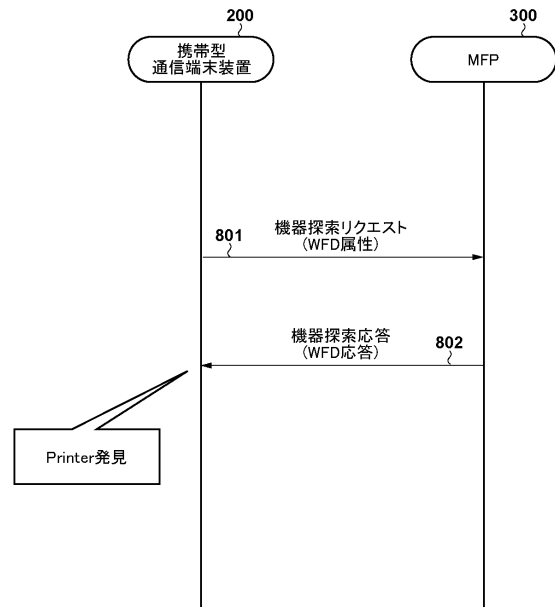 200
携帯型
通信端末装置
300
MFP
801
機器探索リクエスト
(WFD属性)
機器探索応答
(WFD応答)
802
Printer発見